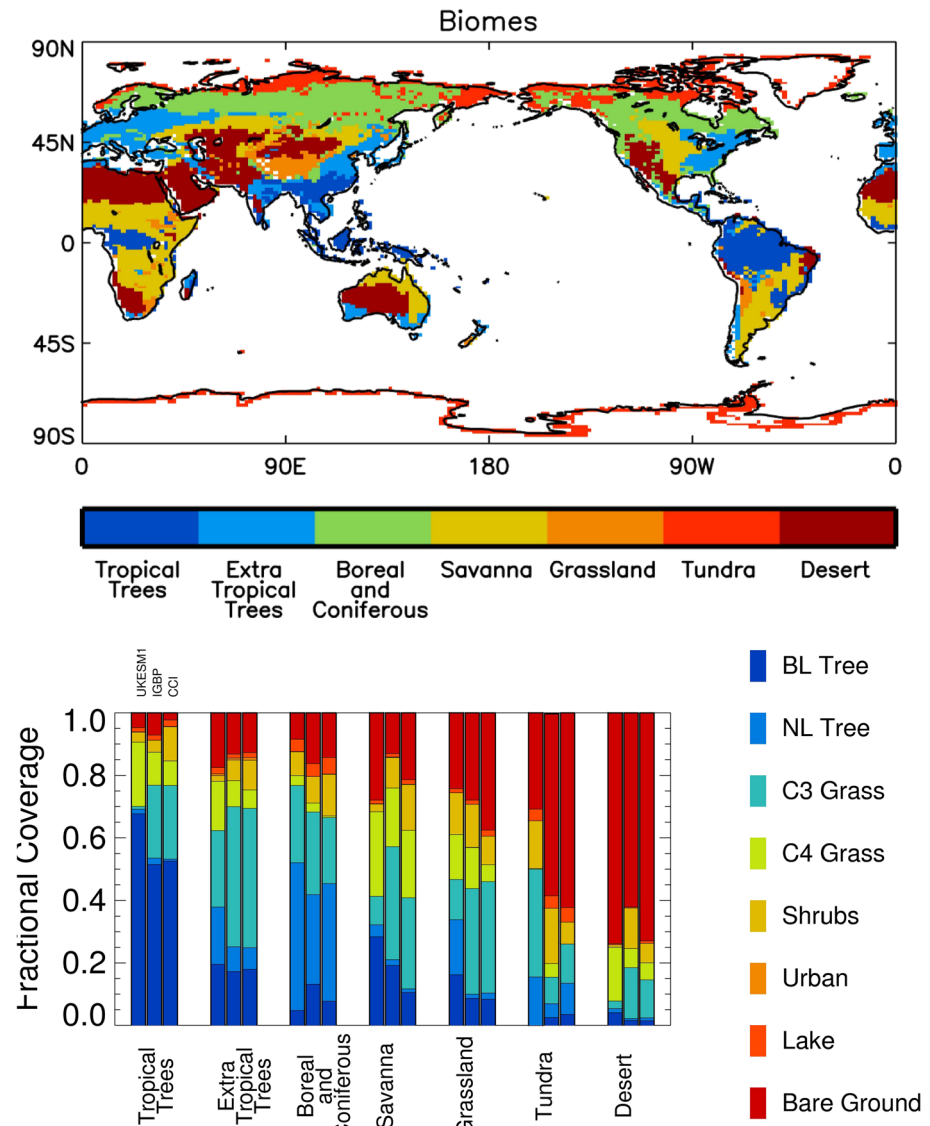 Biomes
90N
45N
0
45S
90S
0
90E
180
90W
0
Tropical
Trees
Extra
Tropical
Trees
Boreal
and
Coniferous
Savanna
Grassland
Tundra
Desert
UKESM1
IGBP
CCI
Fractional Coverage
1.0
0.8
0.6
0.4
0.2
0.0
Tropical
Trees
Extra
Tropical
Trees
Boreal
and
Coniferous
Savanna
Grassland
Tundra
Desert
BL Tree
NL Tree
C3 Grass
C4 Grass
Shrubs
Urban
Lake
Bare Ground